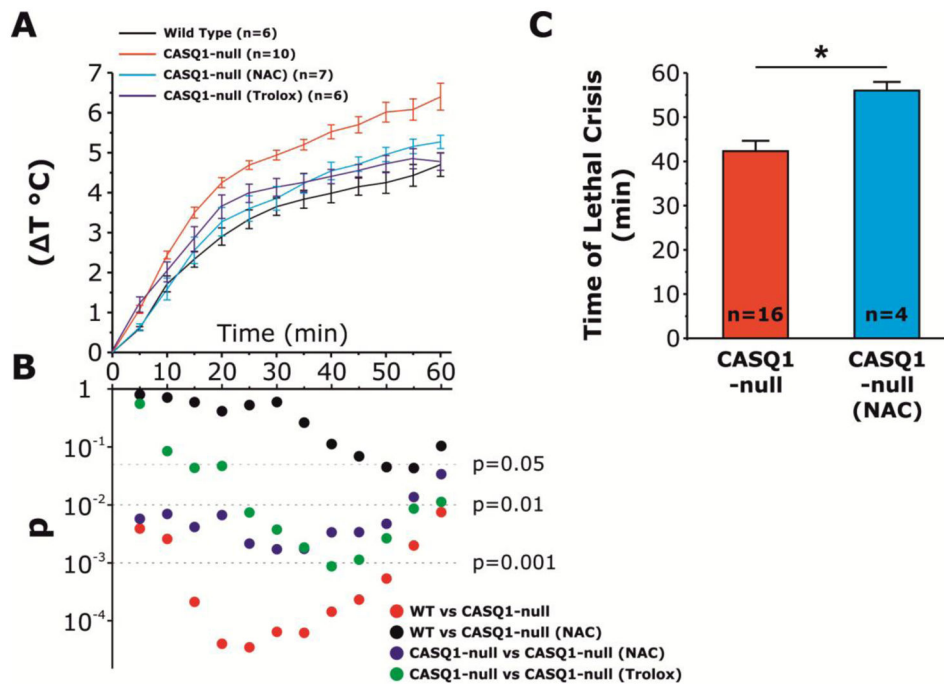 A
Wild Type (n=6)
CASQ1-null (n=10)
CASQ1-null (NAC) (n=7)
CASQ1-null (Trolox) (n=6)
7
6
5
4
3
2
1
0
(ΔT °C)
Time (min)
0 10 20 30 40 50 60
B
1
10⁻¹
10⁻²
10⁻³
10⁻⁴
p
p=0.05
p=0.01
p=0.001
WT vs CASQ1-null
WT vs CASQ1-null (NAC)
CASQ1-null vs CASQ1-null (NAC)
CASQ1-null vs CASQ1-null (Trolox)
C
*
60
50
40
30
20
10
0
Time of Lethal Crisis
(min)
n=16
n=4
CASQ1
-null
CASQ1
-null
(NAC)